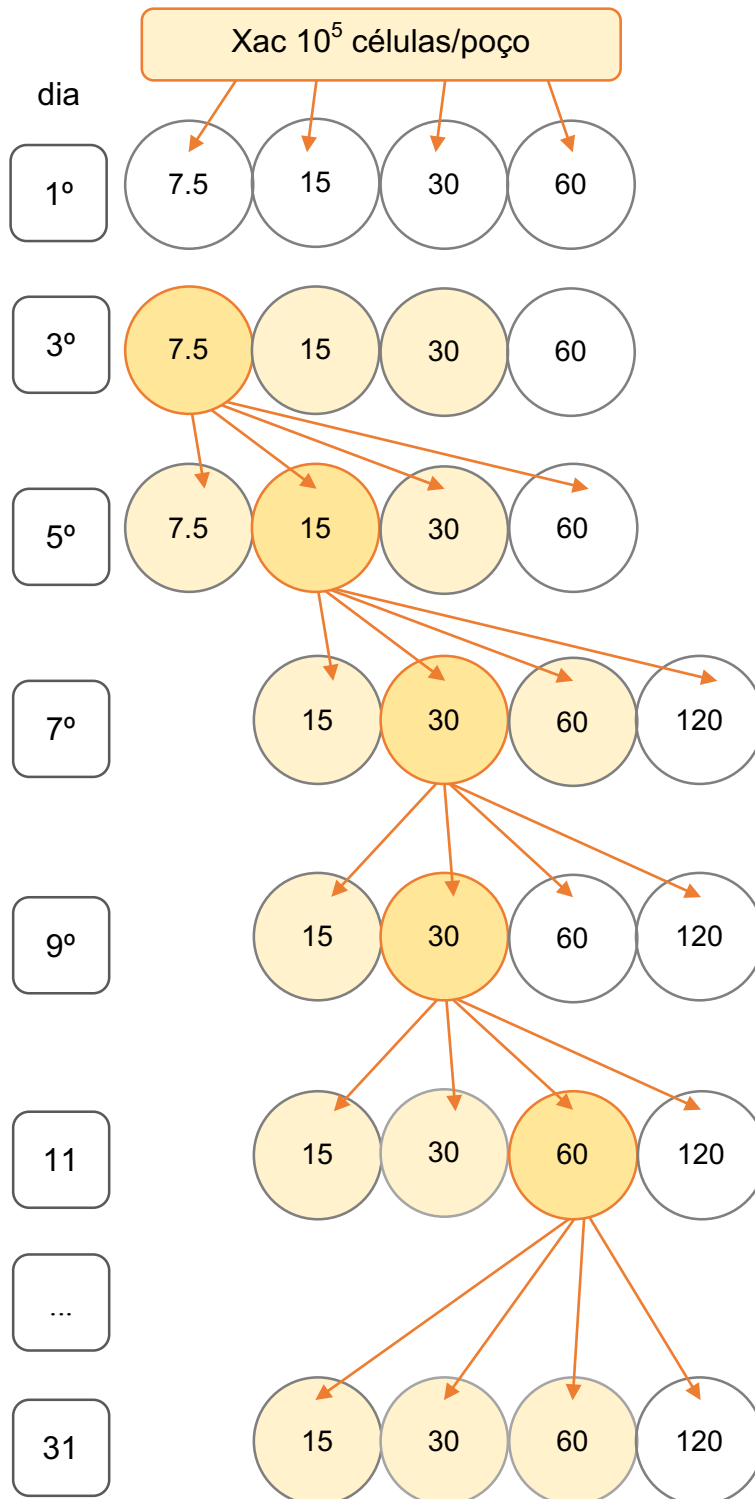 Xac 10⁵ células/poço
dia
1º 7.5 15 30 60
3º 7.5 15 30 60
5º 7.5 15 30 60
7º 15 30 60 120
9º 15 30 60 120
11 15 30 60 120
...
31 15 30 60 120